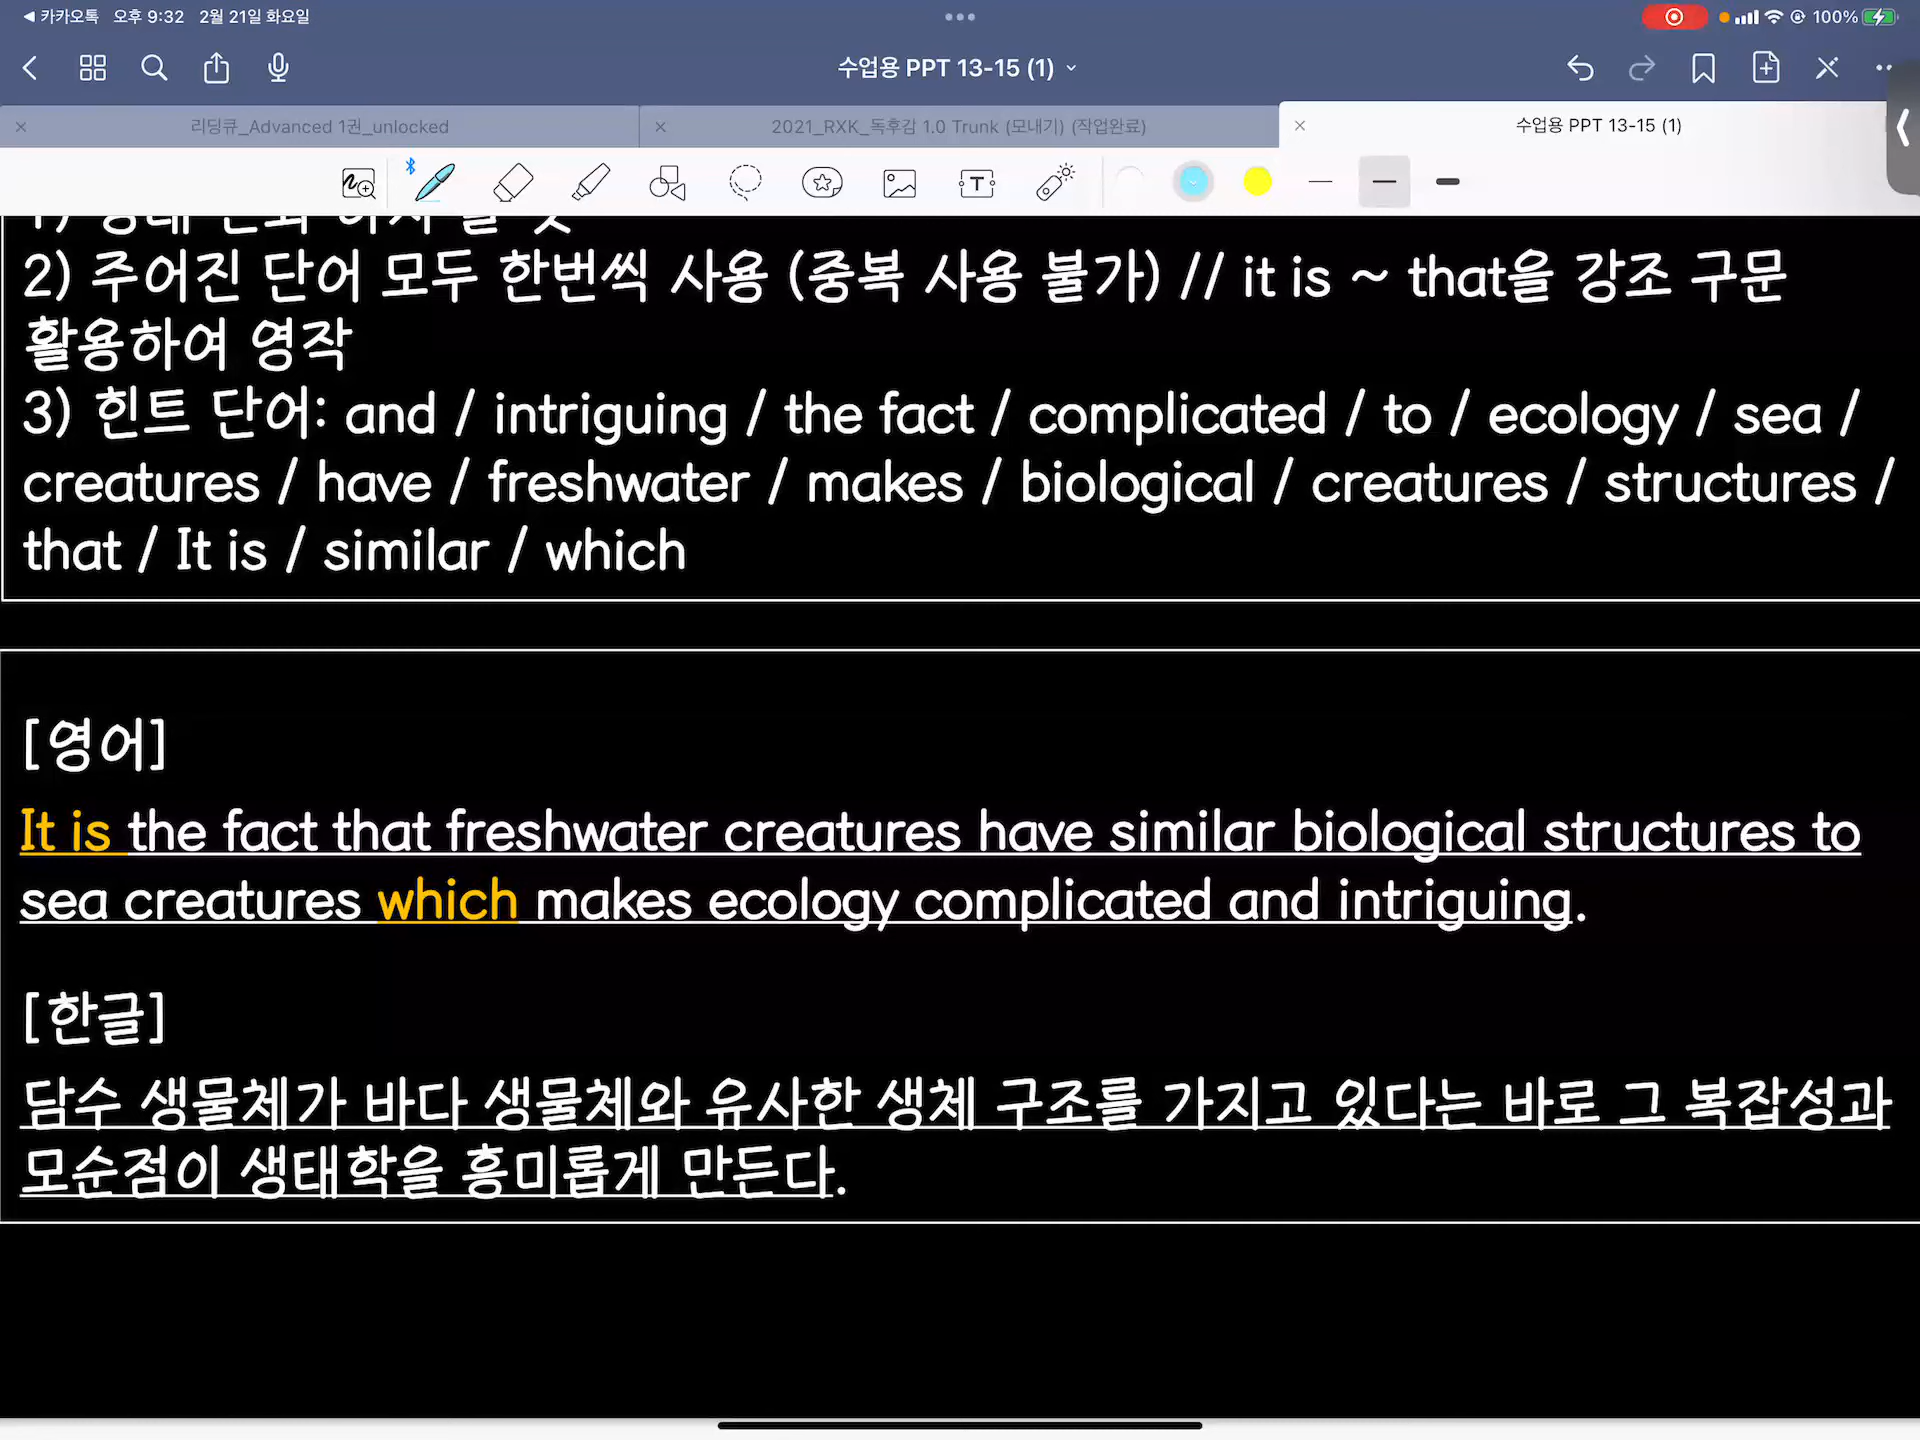 ◀ 카카오톡 오후 9:32 2월 21일 화요일
100%
수업용 PPT 13-15 (1)
리딩큐_Advanced 1권_unlocked
2021_RXK_독후감 1.0 Trunk (모내기) (작업완료)
수업용 PPT 13-15 (1)
2) 주어진 단어 모두 한번씩 사용 (중복 사용 불가) // it is ~ that을 강조 구문
활용하여 영작
3) 힌트 단어: and / intriguing / the fact / complicated / to / ecology / sea /
creatures / have / freshwater / makes / biological / creatures / structures /
that / It is / similar / which
[영어]
It is the fact that freshwater creatures have similar biological structures to
sea creatures which makes ecology complicated and intriguing.
[한글]
담수 생물체가 바다 생물체와 유사한 생체 구조를 가지고 있다는 바로 그 복잡성과
모순점이 생태학을 흥미롭게 만든다.